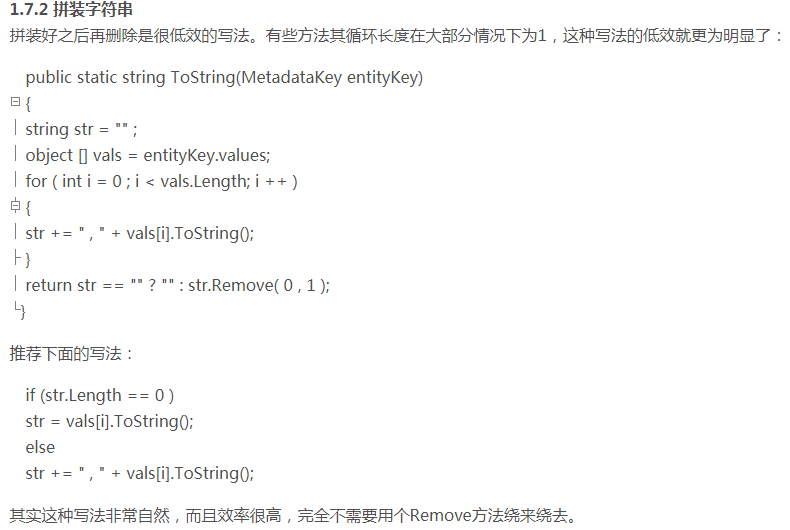 1.7.2 拼装字符串
拼装好之后再删除是很低效的写法。有些方法其循环长度在大部分情况下为1，这种写法的低效就更为明显了：
public static string ToString(MetadataKey entityKey)
{
string str = "" ;
object [] vals = entityKey.values;
for ( int i = 0 ; i < vals.Length; i ++ )
{
str += " , " + vals[i].ToString();
}
return str == "" ? "" : str.Remove( 0 , 1 );
}
推荐下面的写法：
if (str.Length == 0 )
str = vals[i].ToString();
else
str += " , " + vals[i].ToString();
其实这种写法非常自然，而且效率很高，完全不需要用个Remove方法绕来绕去。